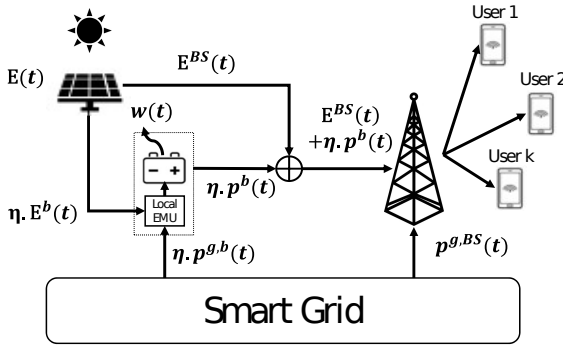 User 1
E(t)
E^{BS}(t)
User 2
w(t)
E^{BS}(t)
+η.p^b(t)
− +
User k
η.p^b(t)
Local
EMU
η.E^b(t)
η.p^{g,b}(t)
p^{g,BS}(t)
Smart Grid